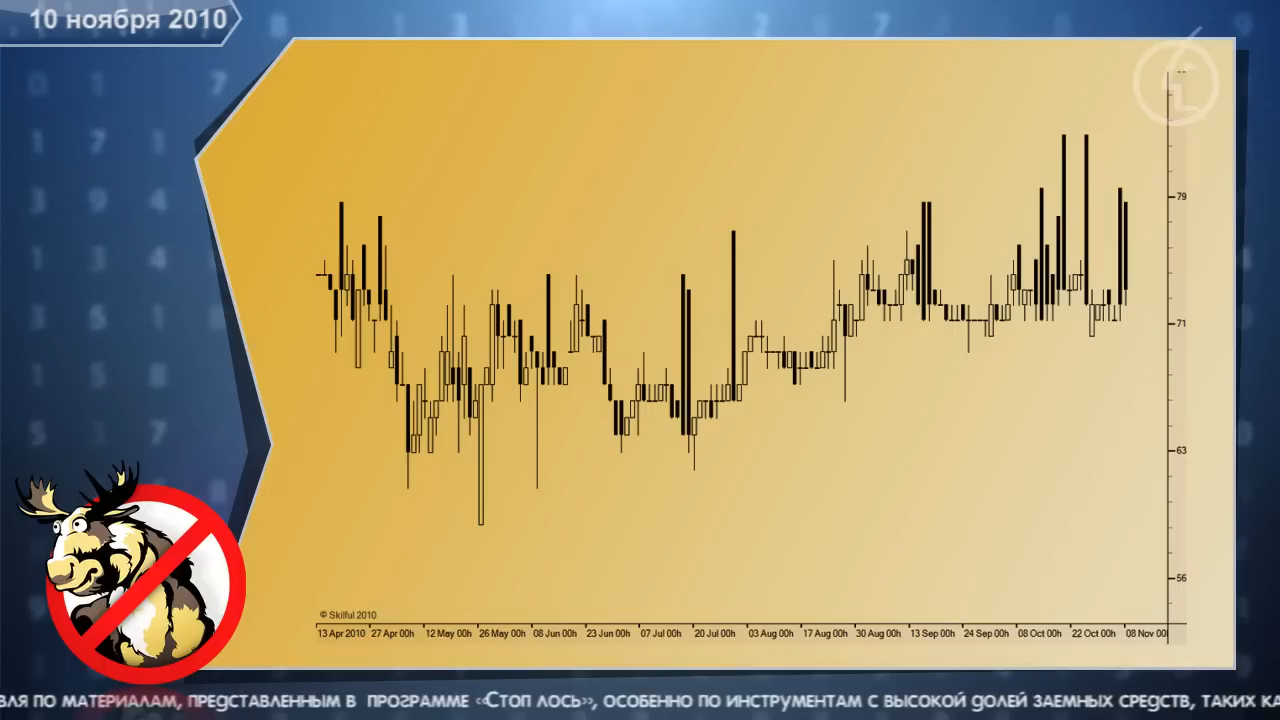 10 ноября 2010
79
71
63
56
© Skilful 2010
13 Apr 2010 27 Apr 00h 12 May 00h 26 May 00h 08 Jun 00h 23 Jun 00h 07 Jul 00h 20 Jul 00h 03 Aug 00h 17 Aug 00h 30 Aug 00h 13 Sep 00h 24 Sep 00h 08 Oct 00h 22 Oct 00h 08 Nov 00
ВЛЯ ПО МАТЕРИАЛАМ, ПРЕДСТАВЛЕННЫМ В ПРОГРАММЕ «СТОП ЛОСЬ», ОСОБЕННО ПО ИНСТРУМЕНТАМ С ВЫСОКОЙ ДОЛЕЙ ЗАЕМНЫХ СРЕДСТВ, ТАКИХ КА